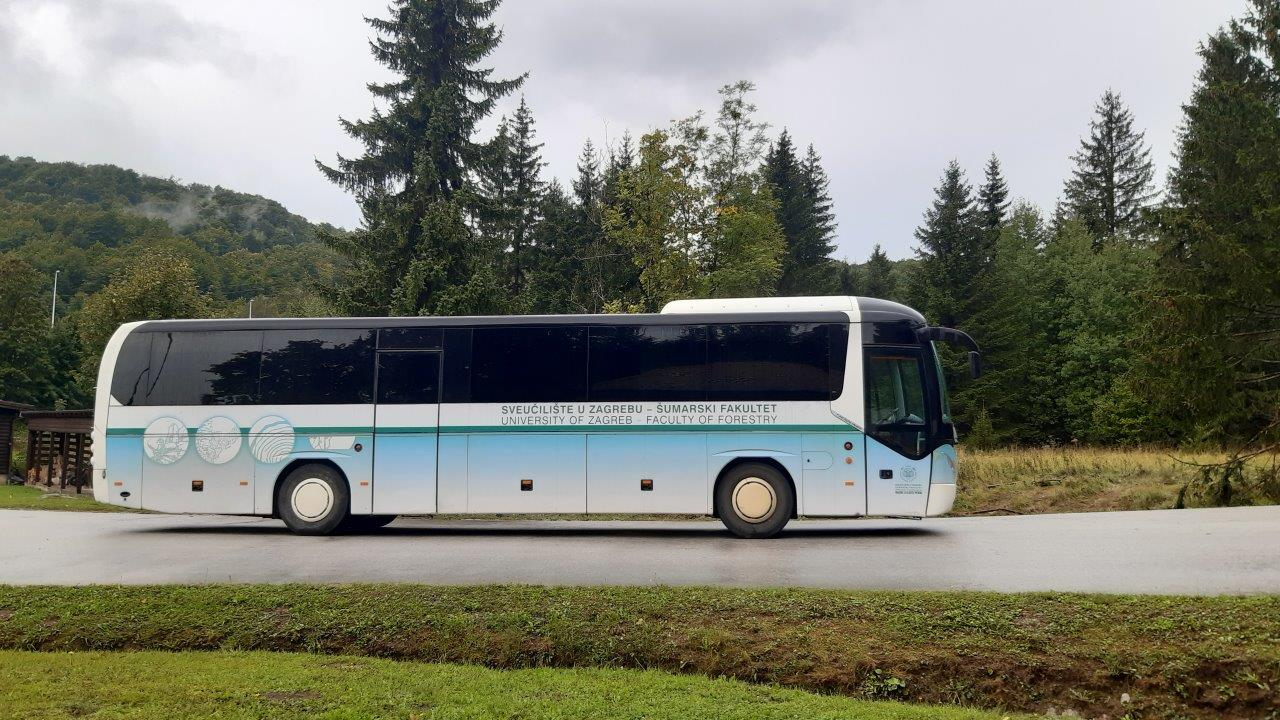 SVEUČILIŠTE U ZAGREBU – ŠUMARSKI FAKULTET
UNIVERSITY OF ZAGREB - FACULTY OF FORESTRY